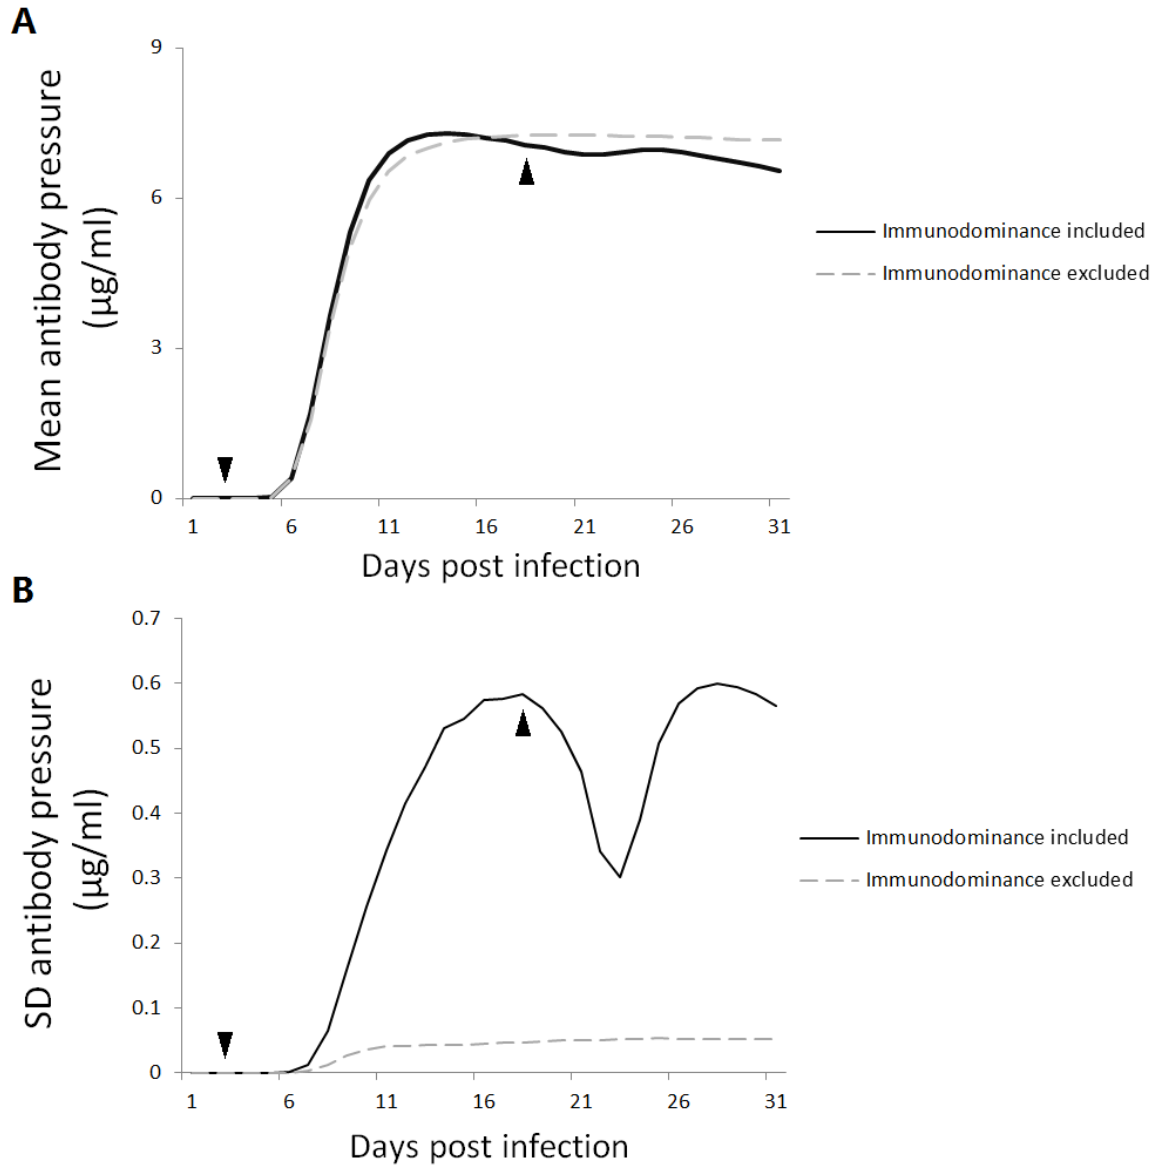 A
9
6
3
0
Mean antibody pressure
(µg/ml)
1 6 11 16 21 26 31
Days post infection
Immunodominance included
Immunodominance excluded
B
0.7
0.6
0.5
0.4
0.3
0.2
0.1
0
SD antibody pressure
(µg/ml)
1 6 11 16 21 26 31
Days post infection
Immunodominance included
Immunodominance excluded